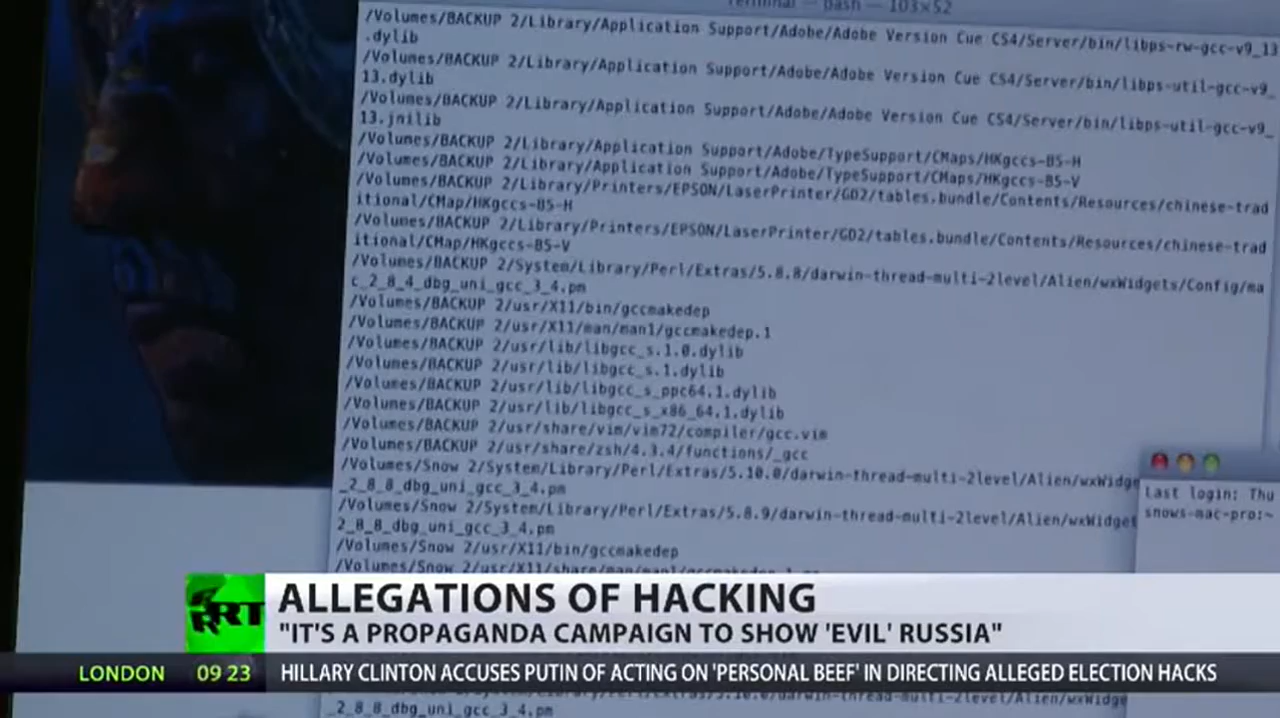 Terminal — bash — 103×52
/Volumes/BACKUP 2/Library/Application Support/Adobe/Adobe Version Cue CS4/Server/bin/libps-rw-gcc-v9_13
.dylib
/Volumes/BACKUP 2/Library/Application Support/Adobe/Adobe Version Cue CS4/Server/bin/libps-util-gcc-v9_
13.dylib
/Volumes/BACKUP 2/Library/Application Support/Adobe/Adobe Version Cue CS4/Server/bin/libps-util-gcc-v9_
13.jnilib
/Volumes/BACKUP 2/Library/Application Support/Adobe/TypeSupport/CMaps/HKgccs-B5-H
/Volumes/BACKUP 2/Library/Application Support/Adobe/TypeSupport/CMaps/HKgccs-B5-V
/Volumes/BACKUP 2/Library/Printers/EPSON/LaserPrinter/GD2/tables.bundle/Contents/Resources/chinese-trad
itional/CMap/HKgccs-B5-H
/Volumes/BACKUP 2/Library/Printers/EPSON/LaserPrinter/GD2/tables.bundle/Contents/Resources/chinese-trad
itional/CMap/HKgccs-B5-V
/Volumes/BACKUP 2/System/Library/Perl/Extras/5.8.8/darwin-thread-multi-2level/Alien/wxWidgets/Config/ma
c_2_8_4_dbg_uni_gcc_3_4.pm
/Volumes/BACKUP 2/usr/X11/bin/gccmakedep
/Volumes/BACKUP 2/usr/X11/man/man1/gccmakedep.1
/Volumes/BACKUP 2/usr/lib/libgcc_s.1.0.dylib
/Volumes/BACKUP 2/usr/lib/libgcc_s.1.dylib
/Volumes/BACKUP 2/usr/lib/libgcc_s_ppc64.1.dylib
/Volumes/BACKUP 2/usr/lib/libgcc_s_x86_64.1.dylib
/Volumes/BACKUP 2/usr/share/vim/vim72/compiler/gcc.vim
/Volumes/BACKUP 2/usr/share/zsh/4.3.4/functions/_gcc
/Volumes/Snow 2/System/Library/Perl/Extras/5.10.0/darwin-thread-multi-2level/Alien/wxWidge
_2_8_8_dbg_uni_gcc_3_4.pm
/Volumes/Snow 2/System/Library/Perl/Extras/5.8.9/darwin-thread-multi-2level/Alien/wxWidget
2_8_8_dbg_uni_gcc_3_4.pm
/Volumes/Snow 2/usr/X11/bin/gccmakedep
/Volumes/Snow 2/usr/X11/share/man/man1/gccmakedep.1
Last login: Thu
snows-mac-pro:~
RT
ALLEGATIONS OF HACKING
"IT'S A PROPAGANDA CAMPAIGN TO SHOW 'EVIL' RUSSIA"
LONDON 09 23 HILLARY CLINTON ACCUSES PUTIN OF ACTING ON 'PERSONAL BEEF' IN DIRECTING ALLEGED ELECTION HACKS
_2_8_8_dbg_uni_gcc_3_4.pm